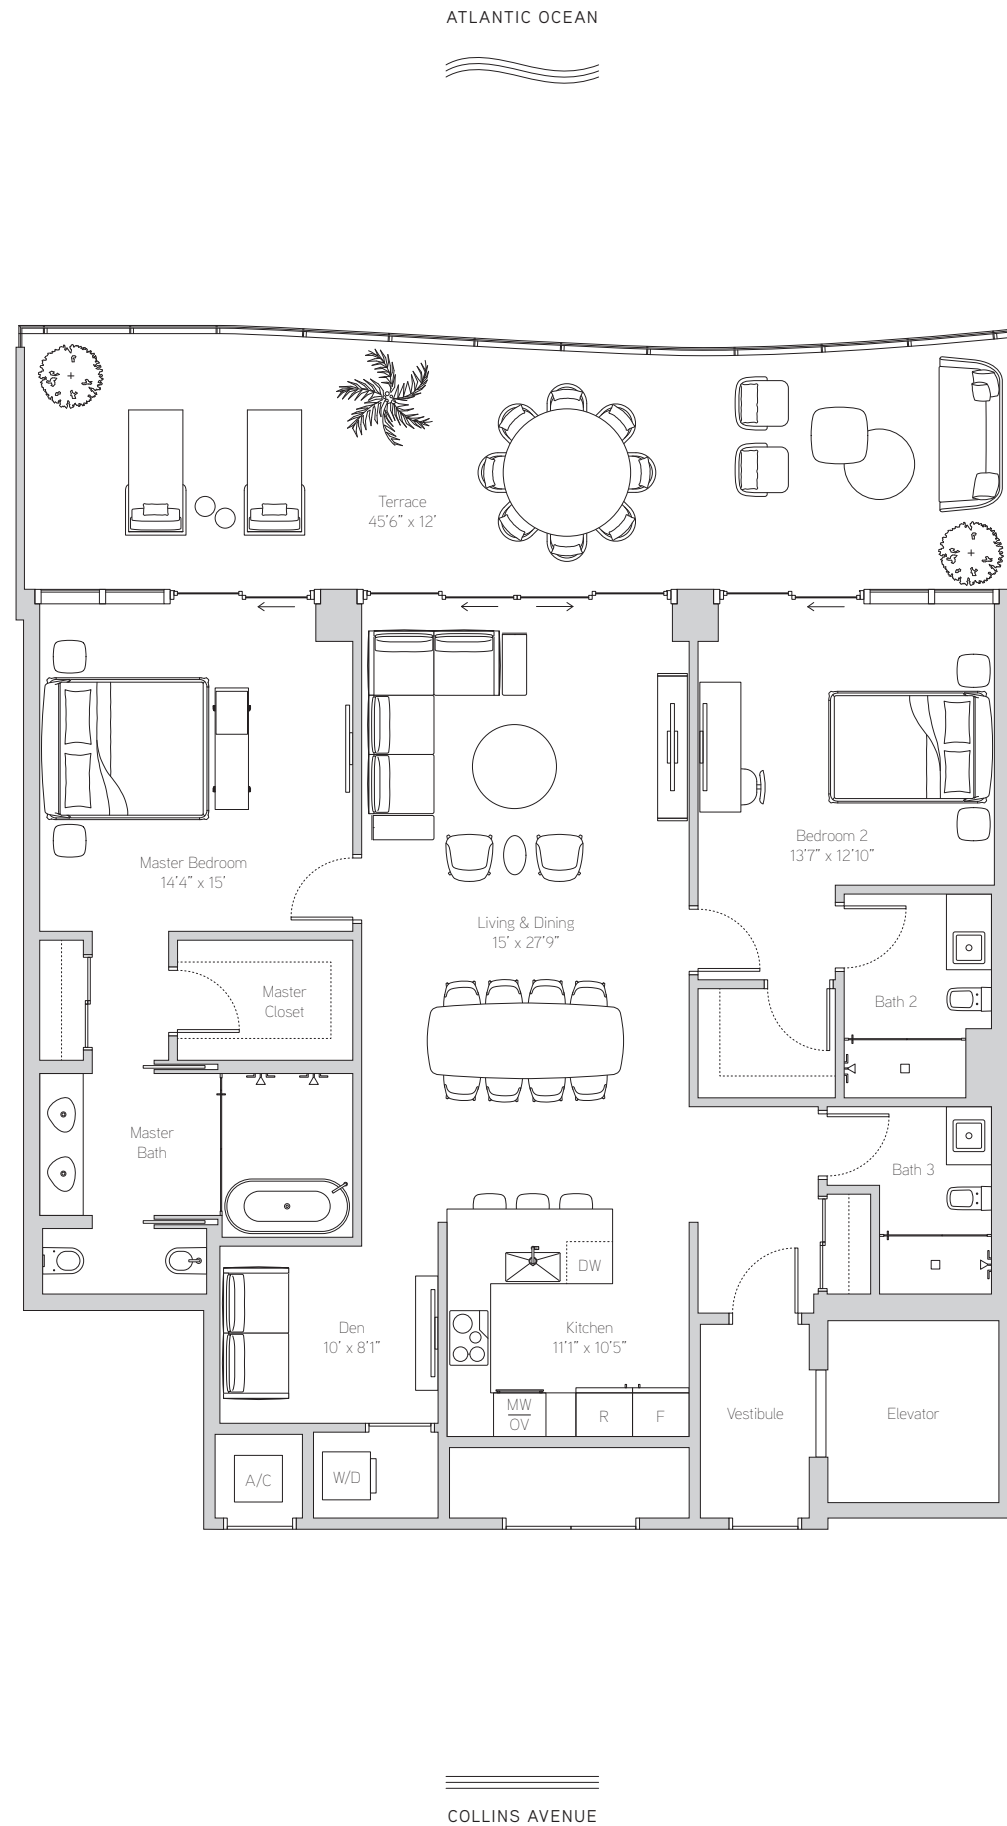 ATLANTIC OCEAN
Terrace
45'6" x 12'
Master Bedroom
14'4" x 15'
Bedroom 2
13'7" x 12'10"
Living & Dining
15' x 27'9"
Master
Closet
Bath 2
Master
Bath
Bath 3
DW
Den
10' x 8'1"
Kitchen
11'1" x 10'5"
MW
OV
R
F
Vestibule
Elevator
A/C
W/D
COLLINS AVENUE